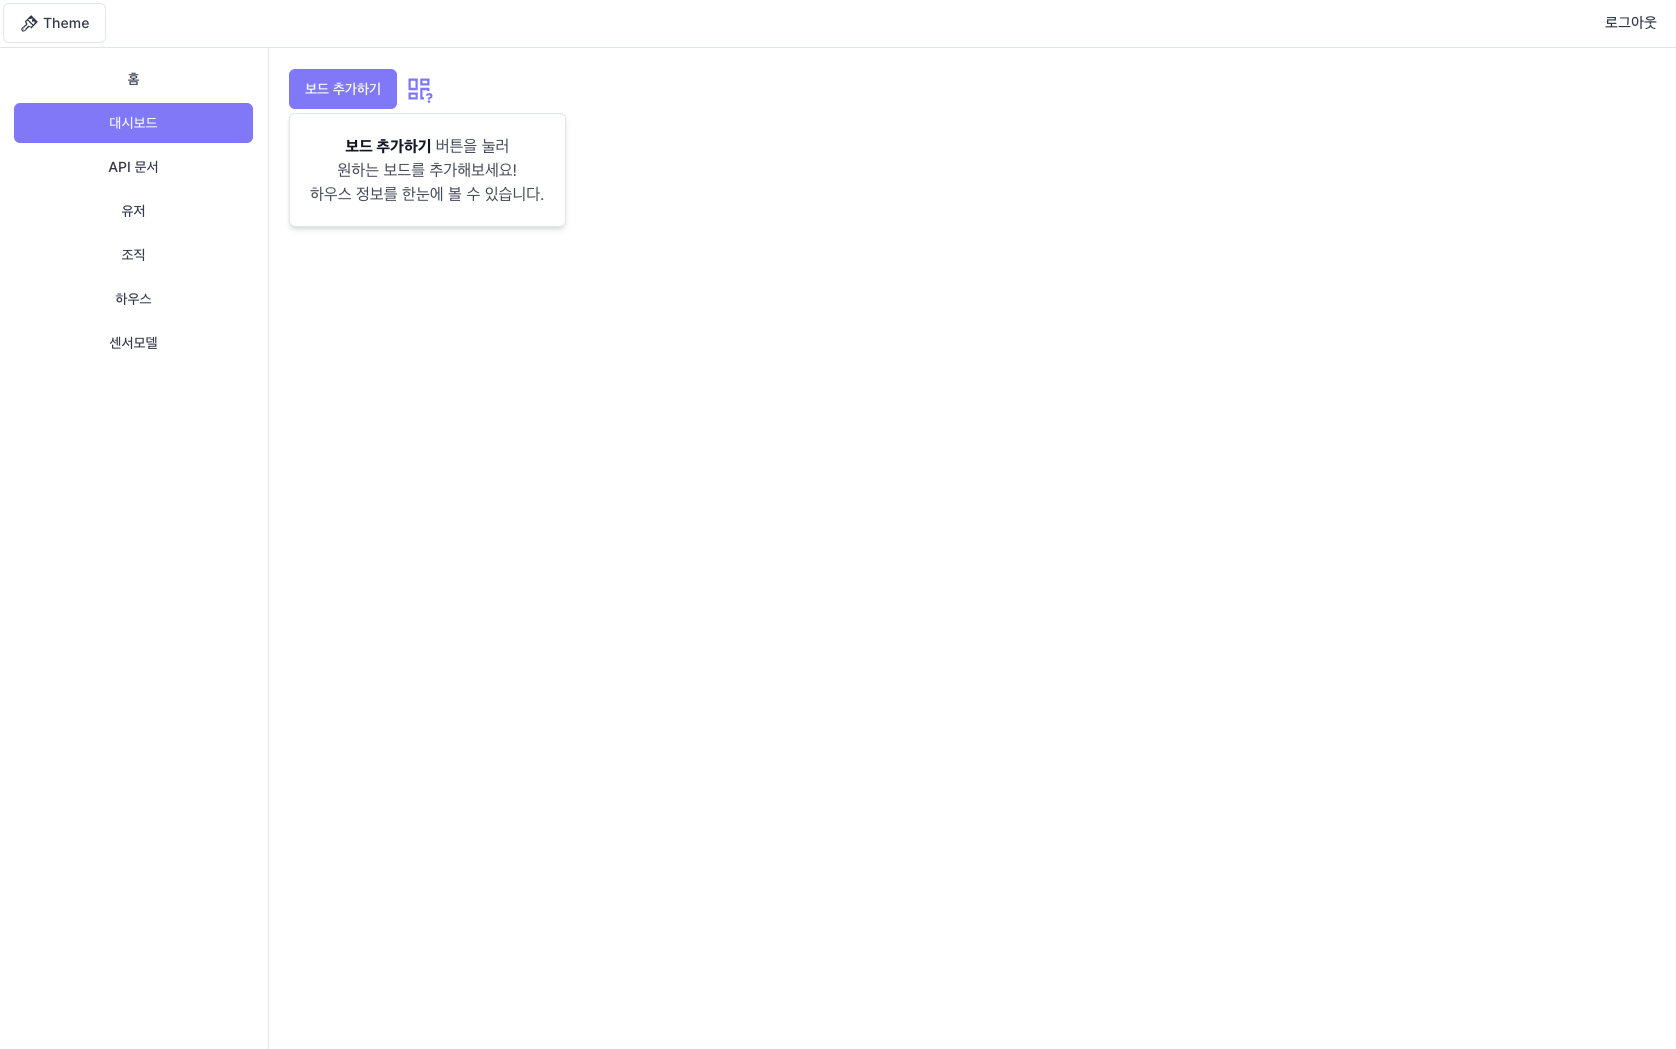 Theme
로그아웃
홈
대시보드
API 문서
유저
조직
하우스
센서모델
보드 추가하기
보드 추가하기 버튼을 눌러
원하는 보드를 추가해보세요!
하우스 정보를 한눈에 볼 수 있습니다.